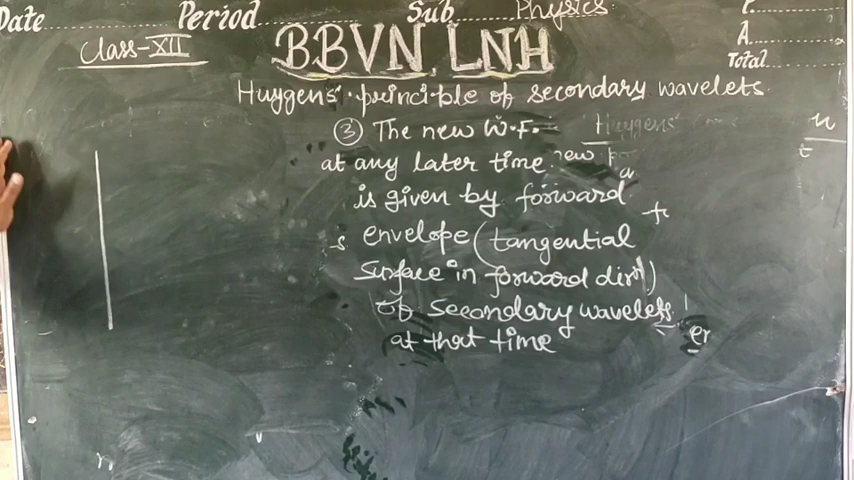 Date Period Sub Physics P.
Class-XII BBVN, LNH A.
Total
Huygens' principle of secondary wavelets.
③ The new W.F. Huygens'
at any later time new
is given by forward
envelope (tangential
surface in forward dirn)
of secondary wavelets
at that time